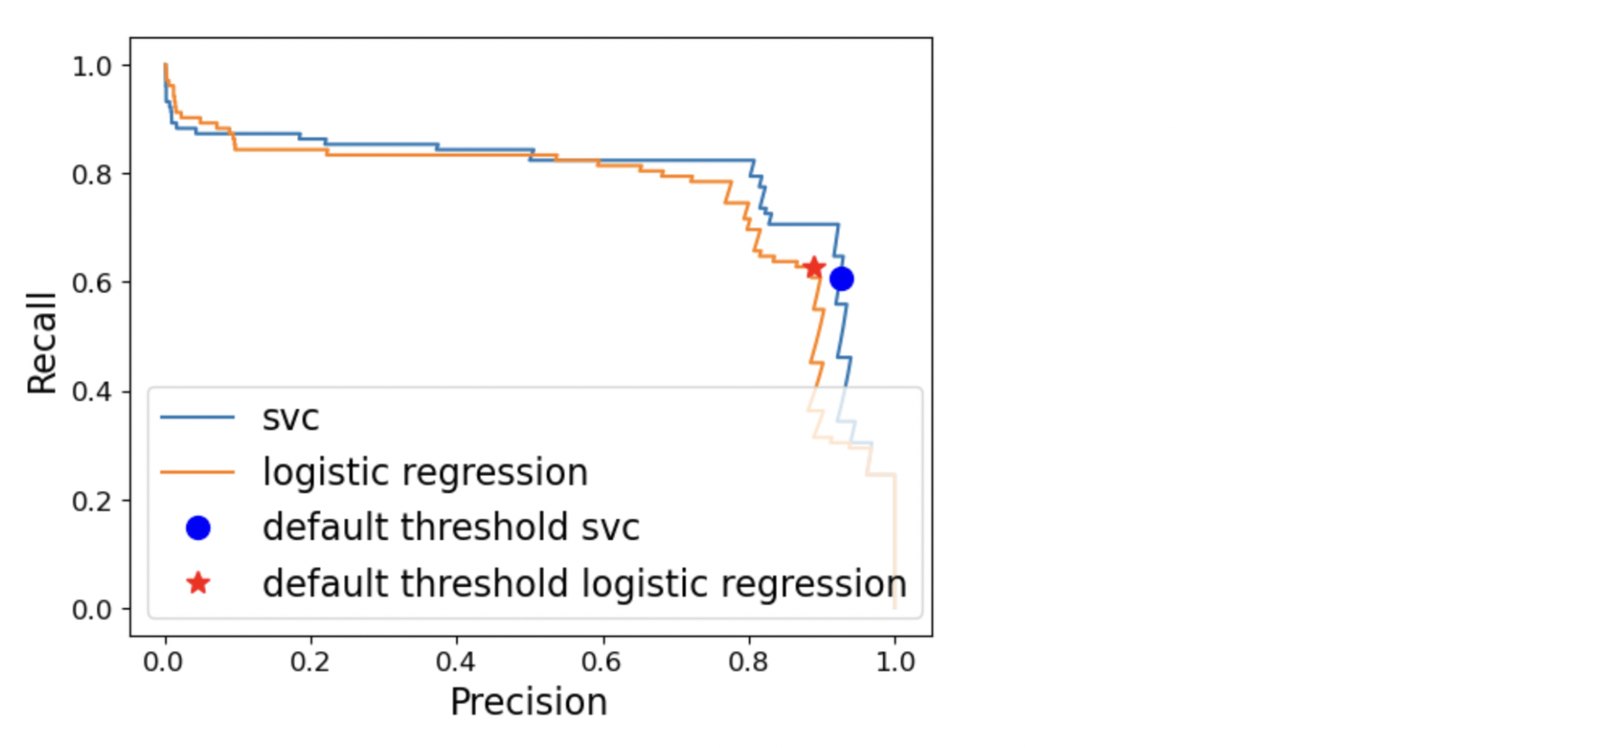 1.0
0.8
0.6
0.4
0.2
0.0
Recall
svc
logistic regression
default threshold svc
default threshold logistic regression
0.0 0.2 0.4 0.6 0.8 1.0
Precision